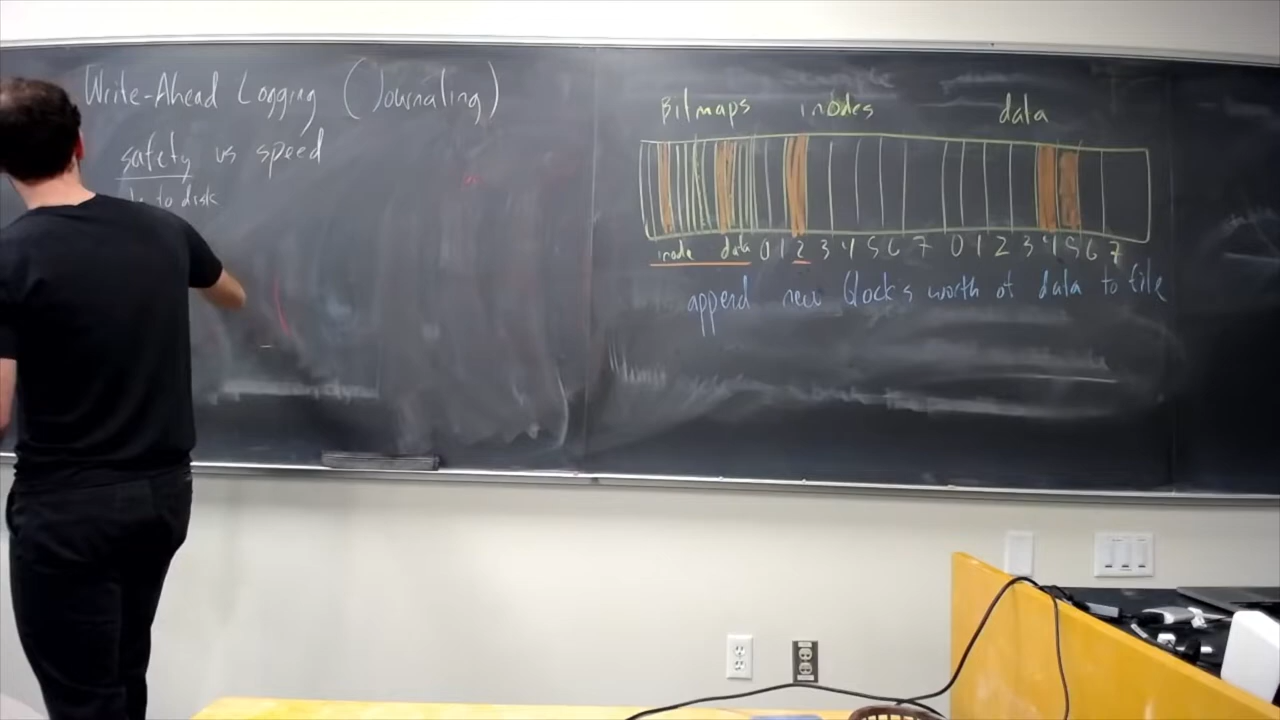 Write-Ahead Logging (Journaling)
safety vs speed
to disk
Bitmaps inodes data
inode data 0 1 2 3 4 5 6 7 0 1 2 3 4 5 6 7
append new block's worth of data to file